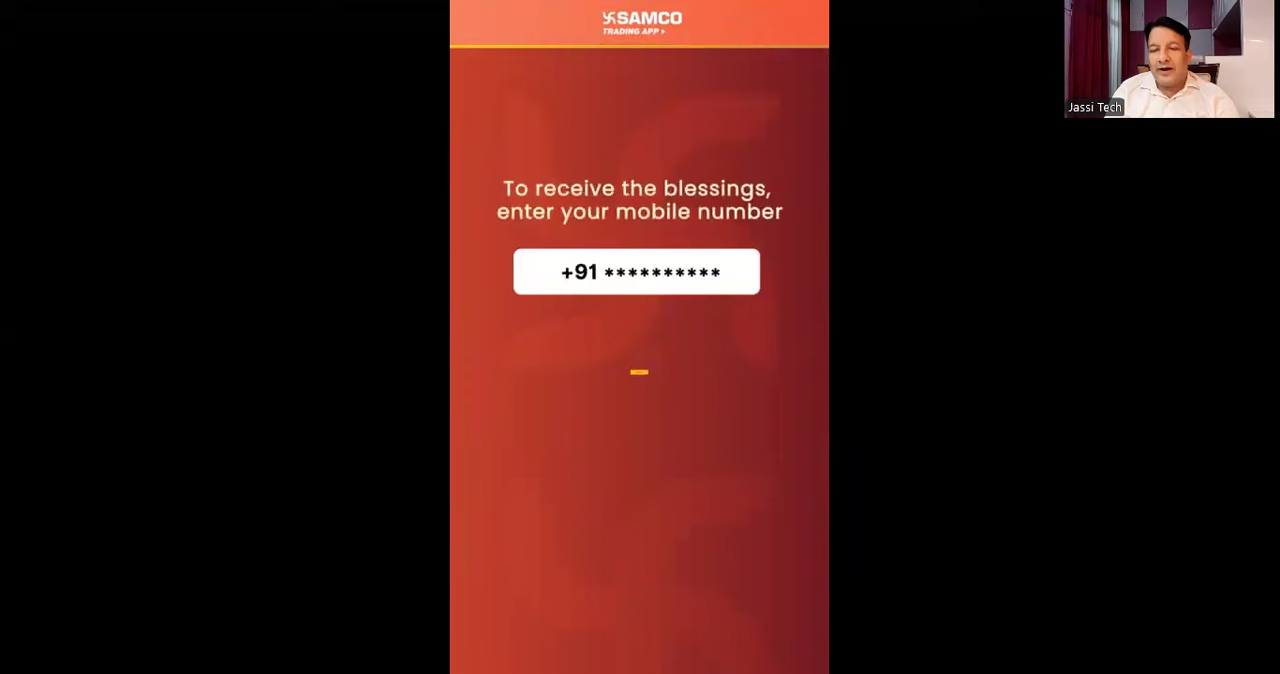 SAMCO
TRADING APP
To receive the blessings,
enter your mobile number
+91 **********
Jassi Tech